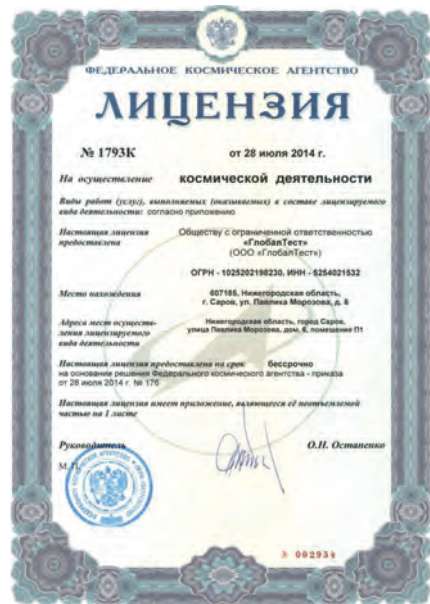 ФЕДЕРАЛЬНОЕ КОСМИЧЕСКОЕ АГЕНТСТВО
ЛИЦЕНЗИЯ
№ 1793К от 28 июля 2014 г.
На осуществление космической деятельности
Виды работ (услуг), выполняемых (оказываемых) в составе лицензируемого
вида деятельности: согласно приложению
Настоящая лицензия Обществу с ограниченной ответственностью
предоставлена «ГлобалТест»
(ООО «ГлобалТест»)
ОГРН - 1025202198230, ИНН - 5254021532
Место нахождения 607185, Нижегородская область,
г. Саров, ул. Павлика Морозова, д. 6
Адреса мест осуществ- Нижегородская область, город Саров,
ления лицензируемого улица Павлика Морозова, дом. 6, помещение П1
вида деятельности
Настоящая лицензия предоставлена на срок бессрочно
на основании решения Федерального космического агентства - приказа
от 28 июля 2014 г. № 176
Настоящая лицензия имеет приложение, являющееся её неотъемлемой
частью на 1 листе
Руководитель О.Н. Остапенко
М.П.
002954